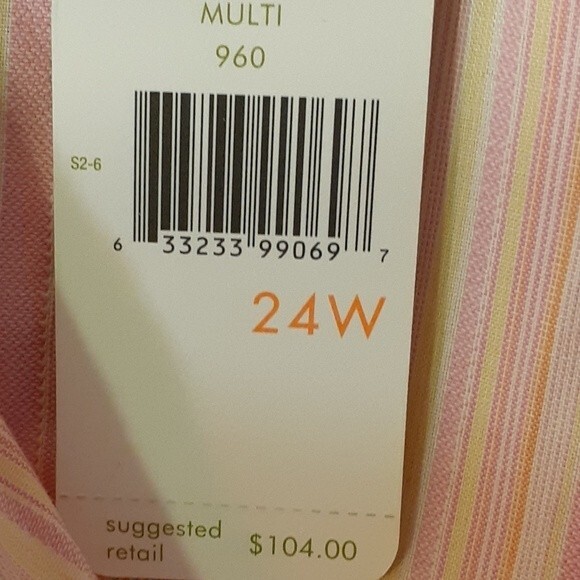 MULTI
960
S2-6
6 33233 99069 7
24W
suggested
retail $104.00